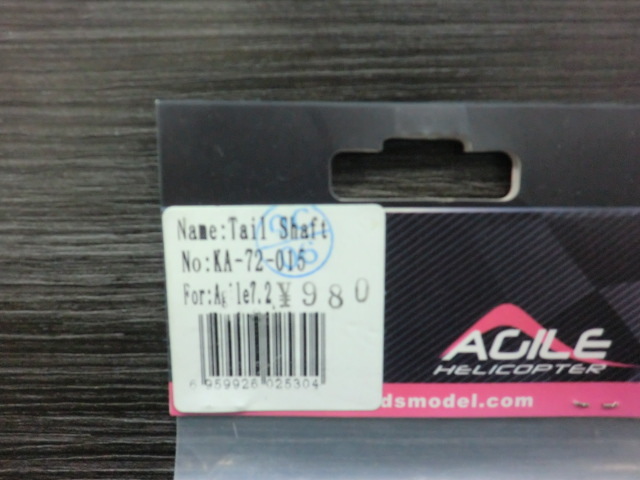 Name:Tail Shaft
No:KA-72-015
For:Agile7.2 ¥980
6 959926 025304
AGILE
HELICOPTER
dsmodel.com